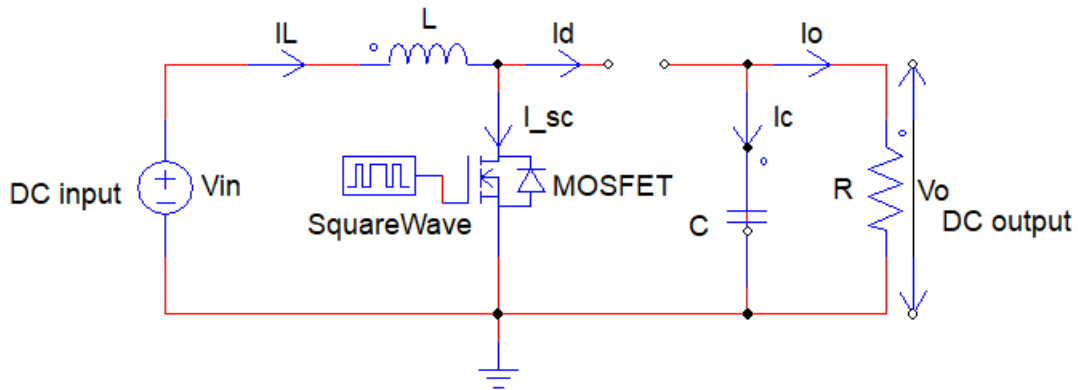 IL
L
Id
Io
I_sc
Ic
DC input
Vin
MOSFET
SquareWave
C
R
Vo
DC output